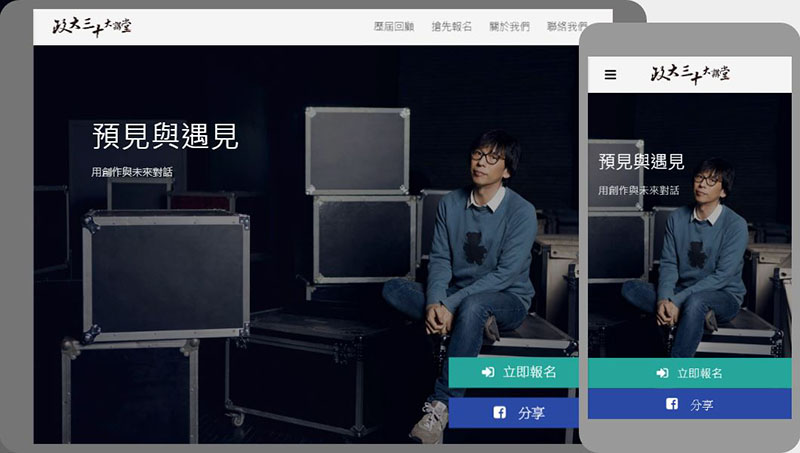 政大三十大講堂
歷屆回顧 搶先報名 關於我們 聯絡我們
預見與遇見
用創作與未來對話
立即報名
分享
政大三十大講堂
預見與遇見
用創作與未來對話
立即報名
分享